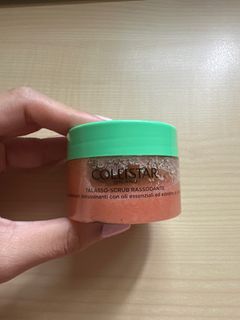 COLLISTAR
TALASSO-SCRUB RASSODANTE
con oli essenziali ed